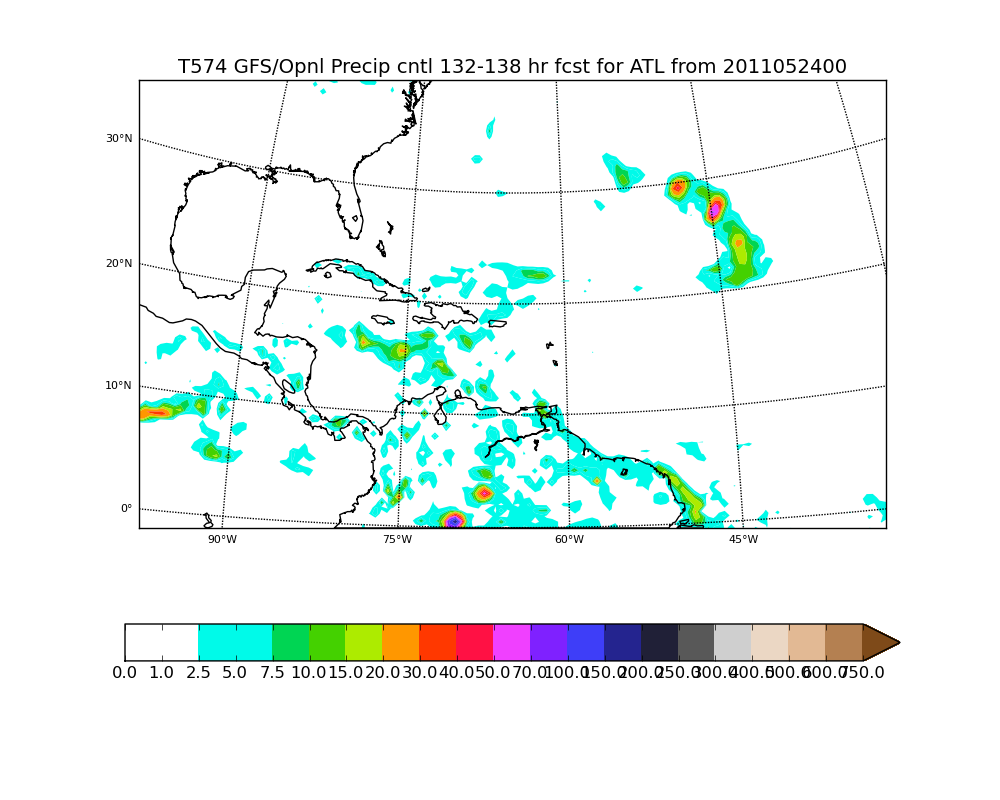 T574 GFS/Opnl Precip cntl 132-138 hr fcst for ATL from 2011052400
30°N
20°N
10°N
0°
90°W 75°W 60°W 45°W
0.0 1.0 2.5 5.0 7.5 10.0 15.0 20.0 30.0 40.0 50.0 70.0 100.0 150.0 200.0 250.0 300.0 400.0 500.0 600.0 750.0